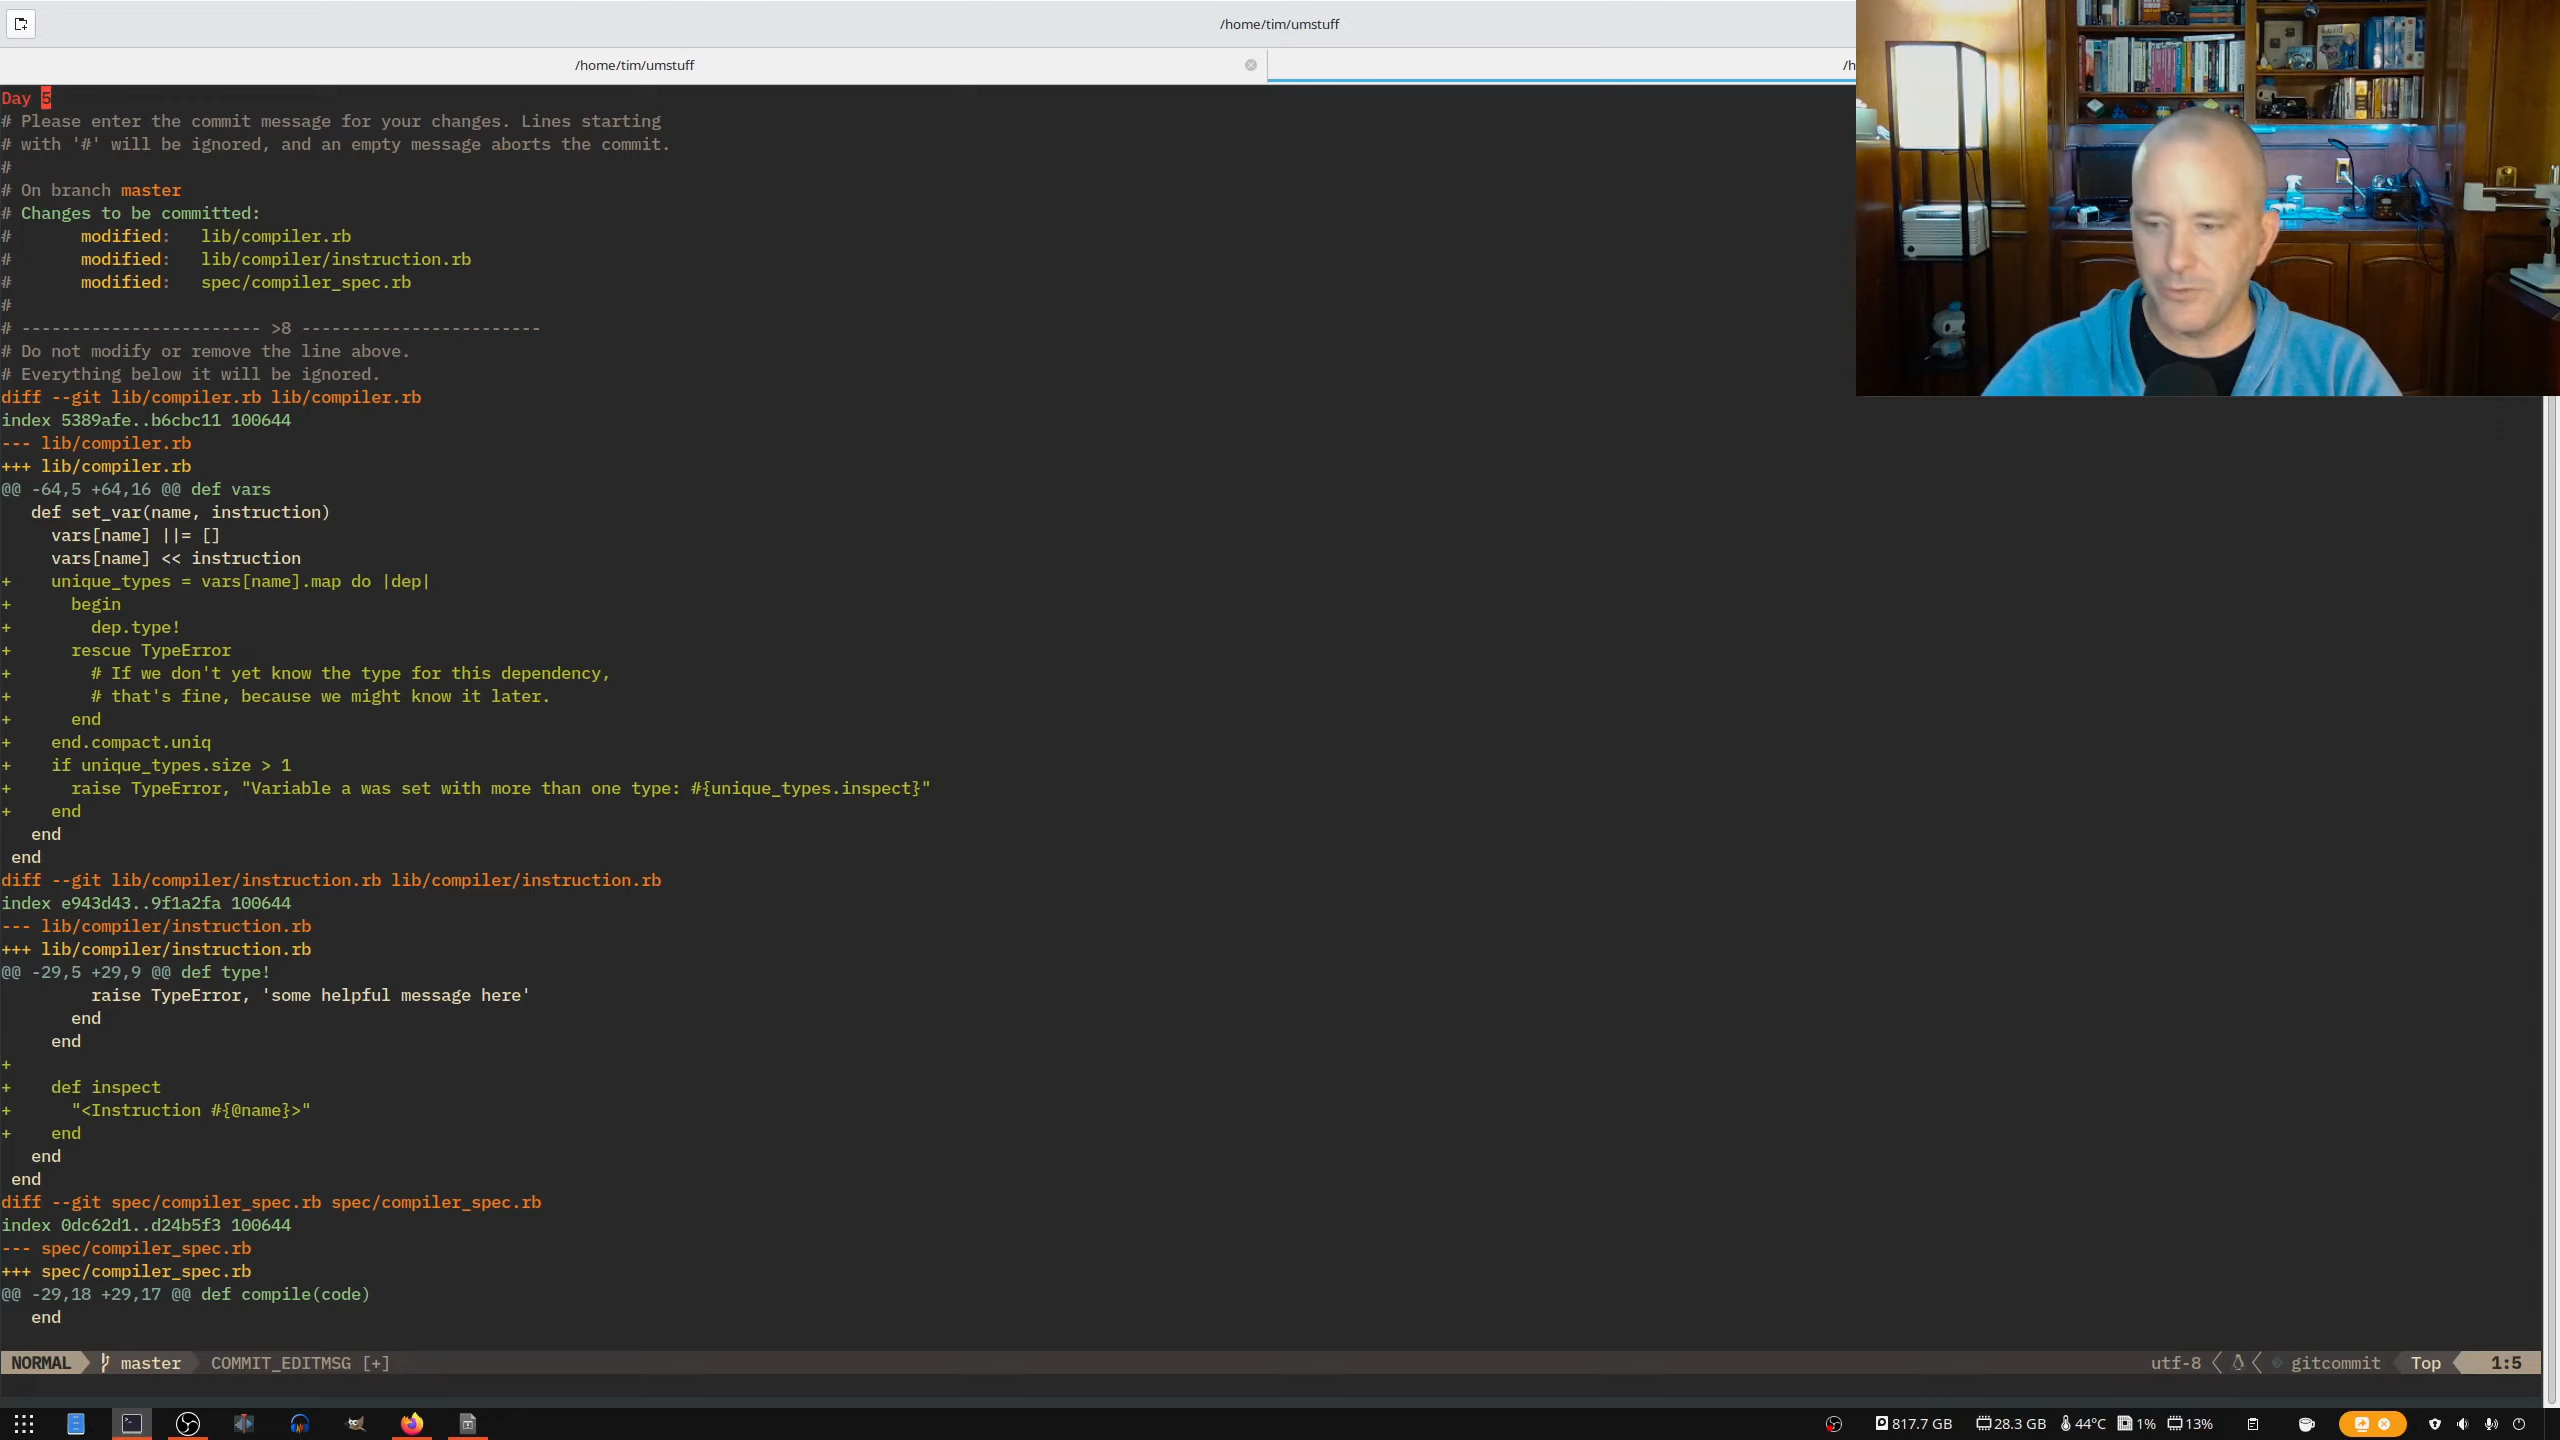 /home/tim/umstuff
/home/tim/umstuff
/h
Day 5
# Please enter the commit message for your changes. Lines starting
# with '#' will be ignored, and an empty message aborts the commit.
#
# On branch master
# Changes to be committed:
#       modified:   lib/compiler.rb
#       modified:   lib/compiler/instruction.rb
#       modified:   spec/compiler_spec.rb
#
# ------------------------ >8 ------------------------
# Do not modify or remove the line above.
# Everything below it will be ignored.
diff --git lib/compiler.rb lib/compiler.rb
index 5389afe..b6cbc11 100644
--- lib/compiler.rb
+++ lib/compiler.rb
@@ -64,5 +64,16 @@ def vars
   def set_var(name, instruction)
     vars[name] ||= []
     vars[name] << instruction
+    unique_types = vars[name].map do |dep|
+      begin
+        dep.type!
+      rescue TypeError
+        # If we don't yet know the type for this dependency,
+        # that's fine, because we might know it later.
+      end
+    end.compact.uniq
+    if unique_types.size > 1
+      raise TypeError, "Variable a was set with more than one type: #{unique_types.inspect}"
+    end
   end
 end
diff --git lib/compiler/instruction.rb lib/compiler/instruction.rb
index e943d43..9f1a2fa 100644
--- lib/compiler/instruction.rb
+++ lib/compiler/instruction.rb
@@ -29,5 +29,9 @@ def type!
         raise TypeError, 'some helpful message here'
       end
     end
+
+    def inspect
+      "<Instruction #{@name}>"
+    end
   end
 end
diff --git spec/compiler_spec.rb spec/compiler_spec.rb
index 0dc62d1..d24b5f3 100644
--- spec/compiler_spec.rb
+++ spec/compiler_spec.rb
@@ -29,18 +29,17 @@ def compile(code)
   end
NORMAL master COMMIT_EDITMSG [+] utf-8 gitcommit Top 1:5
817.7 GB 28.3 GB 44°C 1% 13%